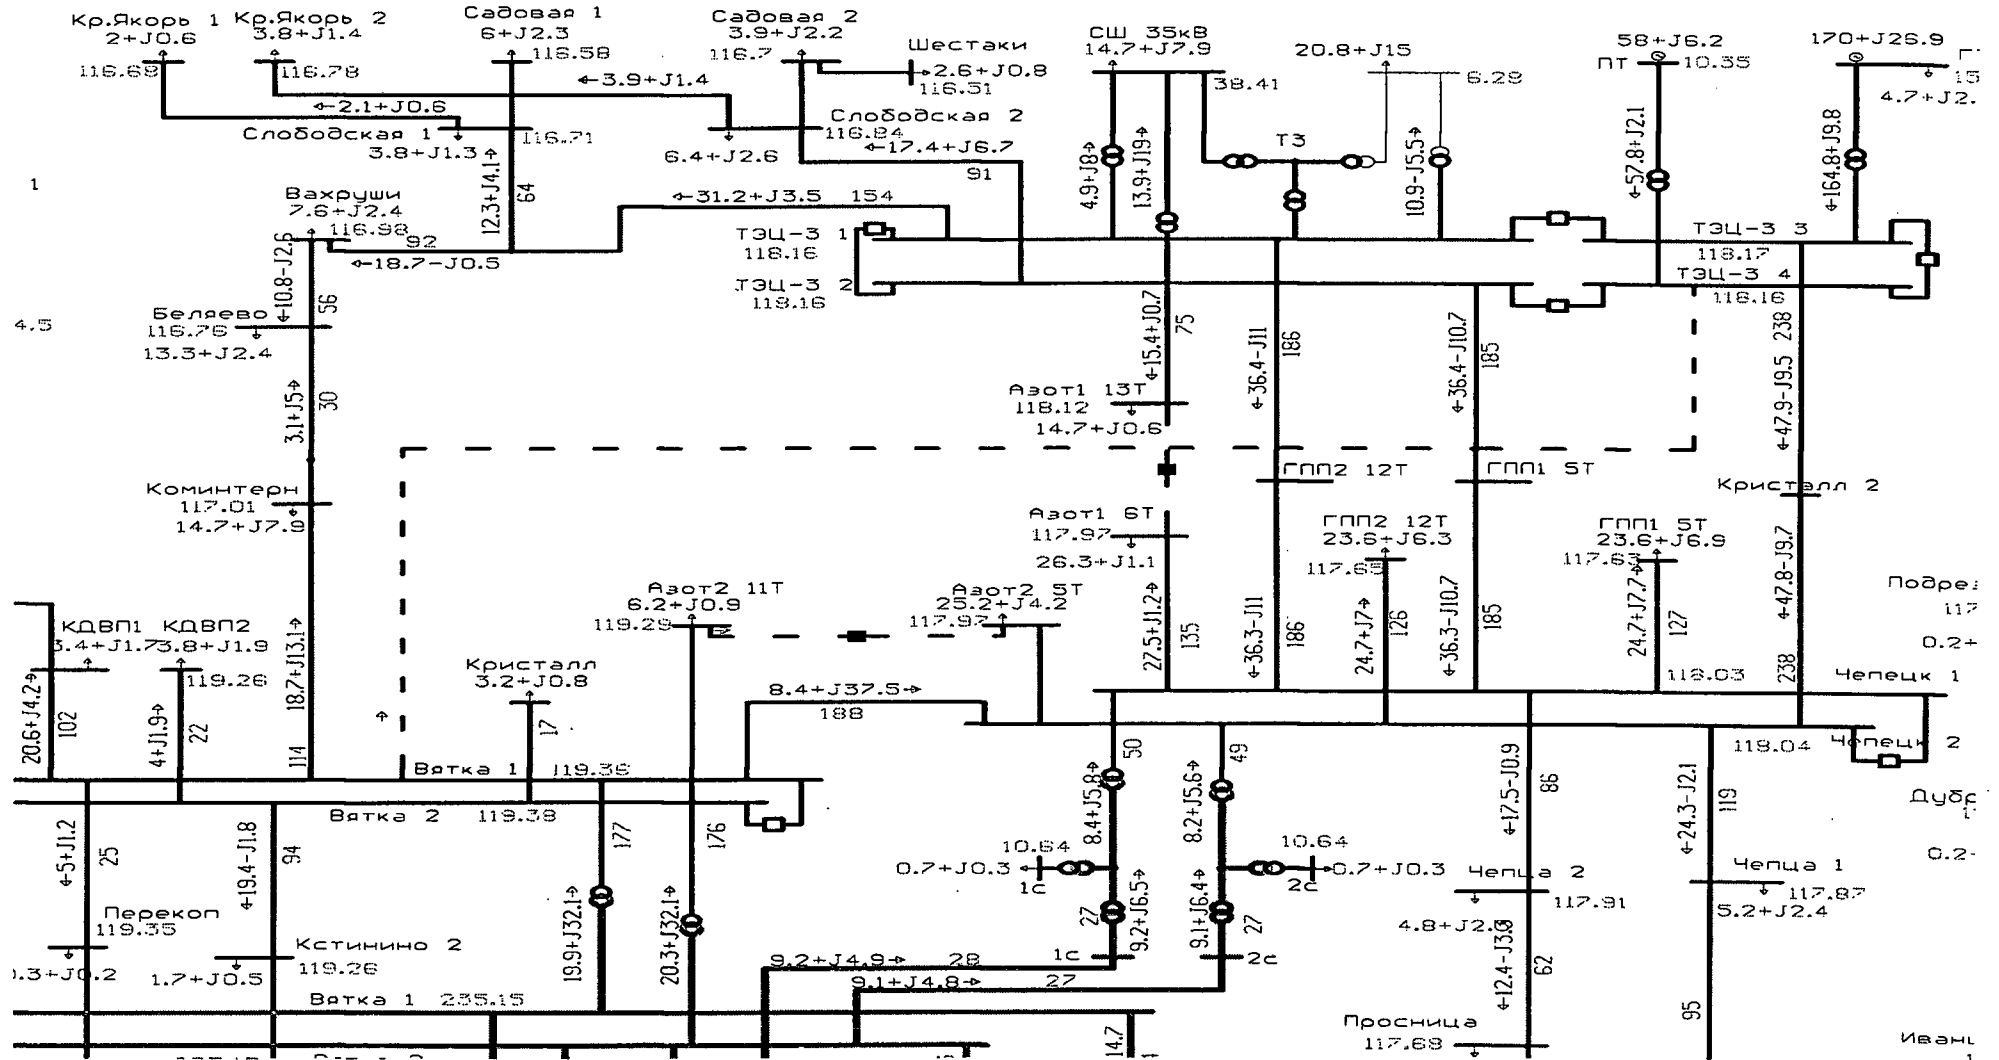 Кр.Якорь 1
2+J0.6
116.68
Кр.Якорь 2
3.8+J1.4
116.78
Садовая 1
6+J2.3
116.58
Садовая 2
3.9+J2.2
116.7
Шестаки
2.6+J0.8
116.51
←3.9+J1.4
←2.1+J0.6
Слободская 1
116.71
3.8+J1.3
Слободская 2
116.84
6.4+J2.6
←17.4+J6.7
91
СШ 35кВ
14.7+J7.9
38.41
20.8+J15
6.28
58+J6.2
ПТ
10.35
170+J26.9
15
4.7+J2.
4.9+J8→
13.9+J19→
Т3
10.9-J5.5→
←57.8+J2.1
←164.8+J9.8
1
Вахруши
7.6+J2.4
116.98
12.3+J4.1→
64
←31.2+J3.5
154
92
←18.7-J0.5
ТЭЦ-3 1
118.16
ТЭЦ-3 2
118.16
ТЭЦ-3 3
118.17
ТЭЦ-3 4
118.16
←10.8-J2.6
56
4.5
Беляево
116.76
13.3+J2.4
←15.4+J0.7
75
←36.4-J11
186
←36.4-J10.7
185
←47.9-J9.5
238
3.1+J5→
30
Азот1 13Т
118.12
14.7+J0.6
ГПП2 12Т
ГПП1 5Т
Кристалл 2
Коминтерн
117.01
14.7+J7.9
Азот1 6Т
117.97
26.3+J1.1
ГПП2 12Т
23.6+J6.3
117.65
ГПП1 5Т
23.6+J6.9
117.63
Азот2 11Т
6.2+J0.9
119.29
Азот2 5Т
25.2+J4.2
117.97
27.5+J1.2→
135
←36.3-J11
186
24.7+J7→
126
←36.3-J10.7
185
24.7+J7.7→
127
←47.8-J9.7
238
117
0.2+
КДВП1
3.4+J1.7
КДВП2
3.8+J1.9
119.26
18.7+J13.1→
114
Кристалл
3.2+J0.8
17
8.4+J37.5→
188
118.03
Чепецк 1
20.6+J4.2→
102
4+J1.9→
22
Вятка 1
119.36
Вятка 2
119.38
118.04
Чепецк 2
50
49
←5+J1.2
25
←19.4-J1.8
94
177
176
8.4+J5.8→
8.2+J5.6→
←17.5-J0.9
86
←24.3-J2.1
119
0.2-
10.64
0.7+J0.3
1с
10.64
0.7+J0.3
2с
Чепца 2
117.91
4.8+J2.
Чепца 1
117.87
5.2+J2.4
Перекоп
119.35
.3+J0.2
Кстинино 2
119.26
1.7+J0.5
19.9+J32.1→
20.3+J32.1→
27
9.2+J6.5→
9.1+J6.4→
27
1с
2с
←12.4-J3.
62
9.2+J4.9→
28
9.1+J4.8→
27
Вятка 1
235.15
Просница
117.68
95
14.7